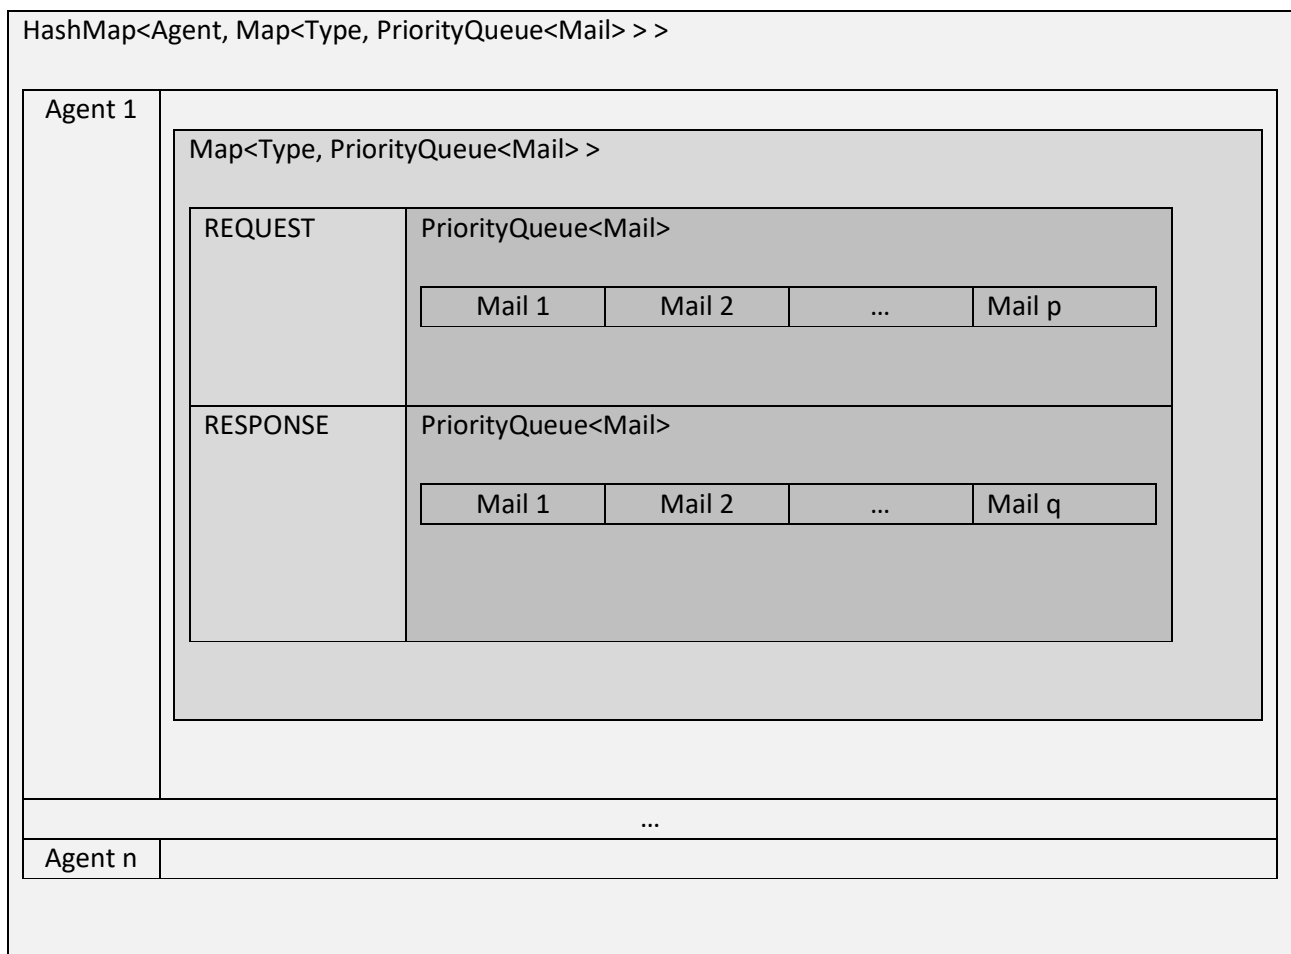 HashMap<Agent, Map<Type, PriorityQueue<Mail> > >
Agent 1
Map<Type, PriorityQueue<Mail> >
REQUEST
PriorityQueue<Mail>
Mail 1 Mail 2 … Mail p
RESPONSE
PriorityQueue<Mail>
Mail 1 Mail 2 … Mail q
…
Agent n